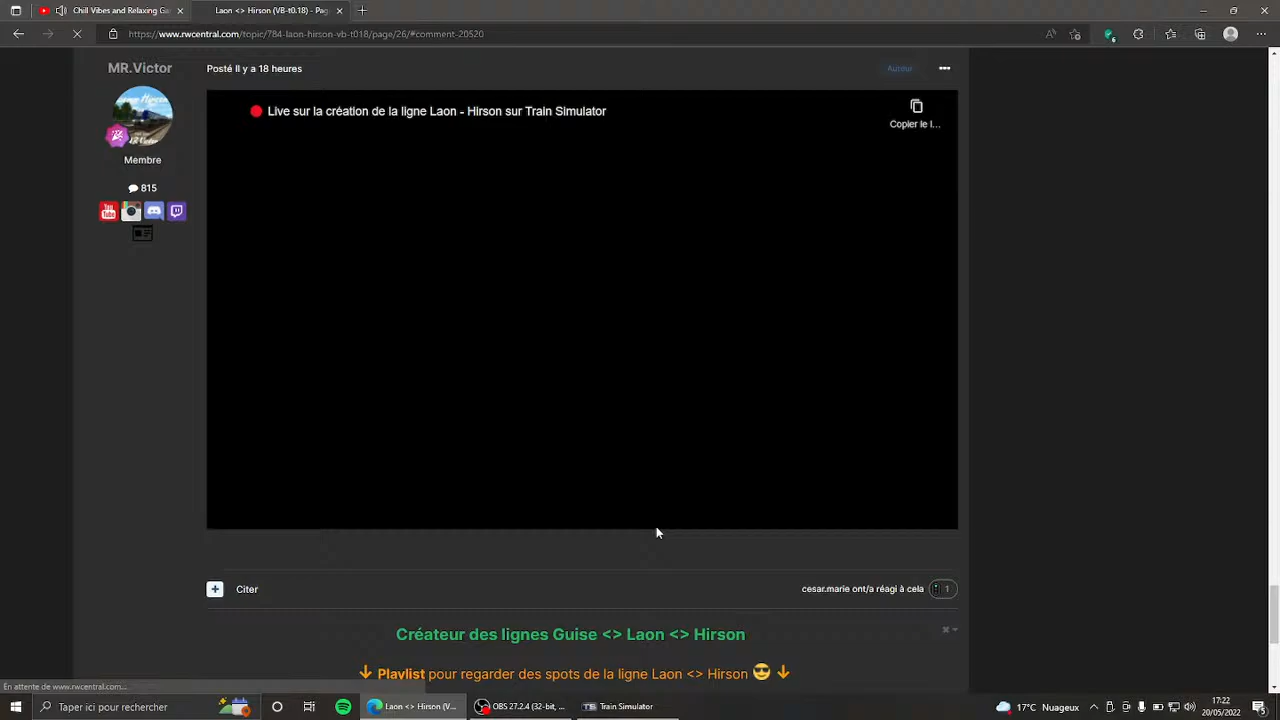 Chill Vibes and Relaxing Ga
Laon <> Hirson (VB-t0.18) - Pag
https://www.rwcentral.com/topic/784-laon-hirson-vb-t018/page/26/#comment-20520
MR.Victor
Posté Il y a 18 heures
Auteur
Live sur la création de la ligne Laon - Hirson sur Train Simulator
Copier le l...
Membre
815
You
Tube
+ Citer
cesar.marie ont/a réagi à cela
1
Créateur des lignes Guise <> Laon <> Hirson
↓ Playlist pour regarder des spots de la ligne Laon <> Hirson 😎 ↓
En attente de www.rwcentral.com...
Taper ici pour rechercher
Laon <> Hirson (V...
OBS 27.2.4 (32-bit, ...
Train Simulator
17°C Nuageux
17:22
20/05/2022